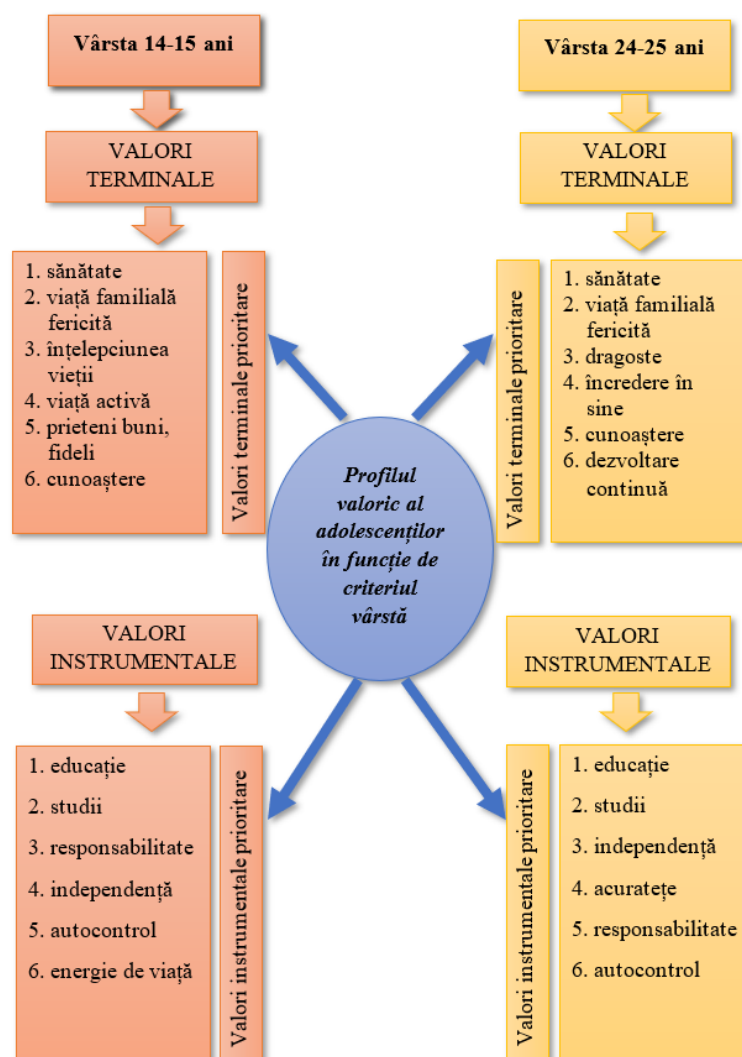 Vârsta 14-15 ani
VALORI
TERMINALE
1. sănătate
2. viață familială
fericită
3. înțelepciunea
vieții
4. viață activă
5. prieteni buni,
fideli
6. cunoaștere
Valori terminale prioritare
Vârsta 24-25 ani
VALORI
TERMINALE
Valori terminale prioritare
1. sănătate
2. viață familială
fericită
3. dragoste
4. încredere în
sine
5. cunoaștere
6. dezvoltare
continuă
Profilul
valoric al
adolescenților
în funcție de
criteriul
vârstă
VALORI
INSTRUMENTALE
1. educație
2. studii
3. responsabilitate
4. independență
5. autocontrol
6. energie de viață
Valori instrumentale prioritare
VALORI
INSTRUMENTALE
Valori instrumentale prioritare
1. educație
2. studii
3. independență
4. acuratețe
5. responsabilitate
6. autocontrol